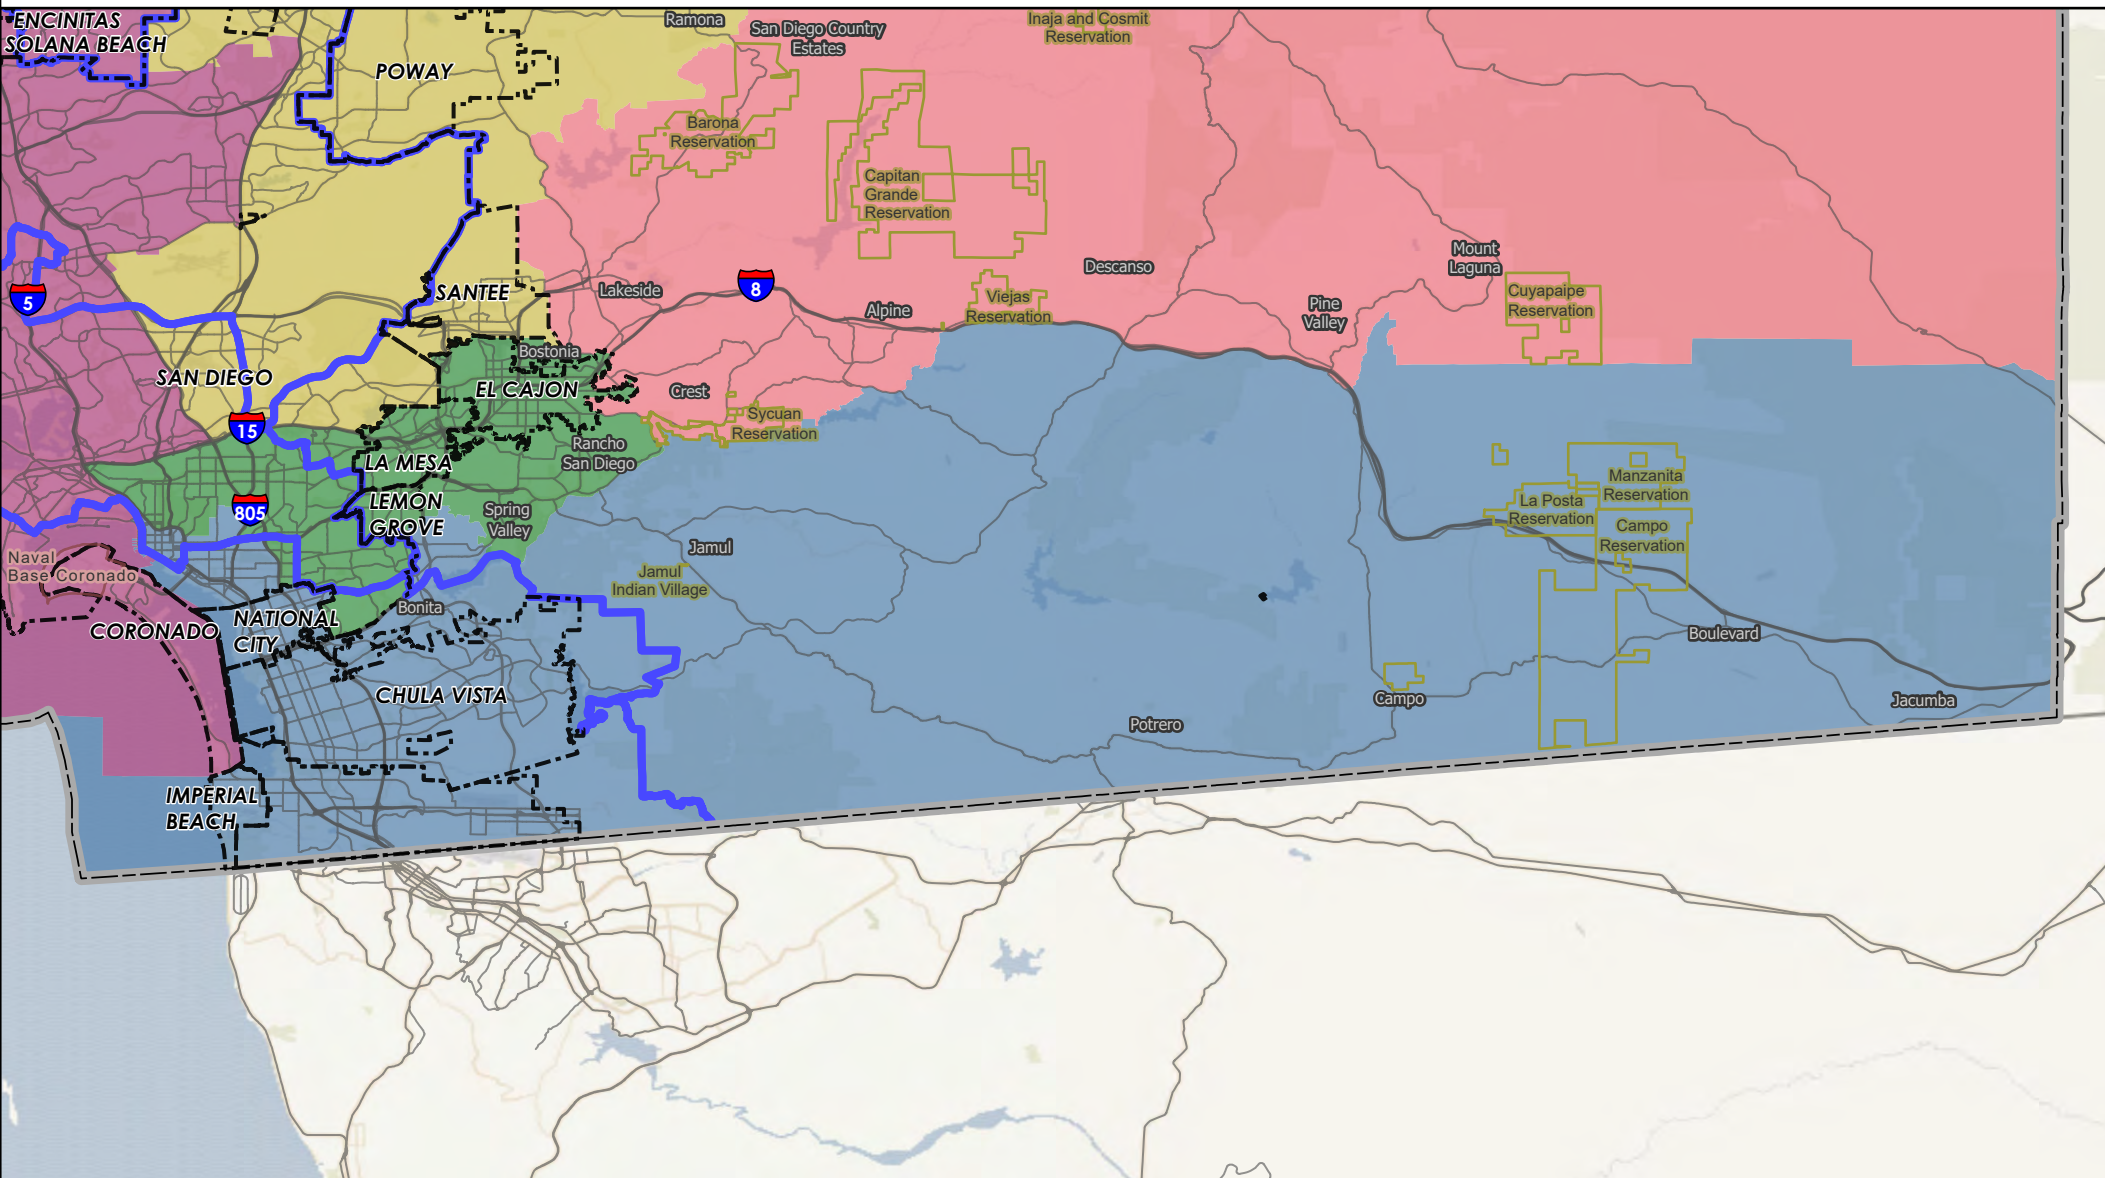 ENCINITAS
SOLANA BEACH
POWAY
Ramona
San Diego Country
Estates
Inaja and Cosmit
Reservation
Barona
Reservation
Capitan
Grande
Reservation
Descanso
Mount
Laguna
5
SANTEE
Lakeside
8
Alpine
Viejas
Reservation
Pine
Valley
Cuyapaipe
Reservation
Bostonia
SAN DIEGO
EL CAJON
Crest
15
Sycuan
Reservation
Rancho
San Diego
LA MESA
805
LEMON
GROVE
Spring
Valley
Manzanita
Reservation
La Posta
Reservation
Campo
Reservation
Naval
Base Coronado
Jamul
Jamul
Indian Village
Bonita
CORONADO
NATIONAL
CITY
Boulevard
CHULA VISTA
Campo
Jacumba
Potrero
IMPERIAL
BEACH